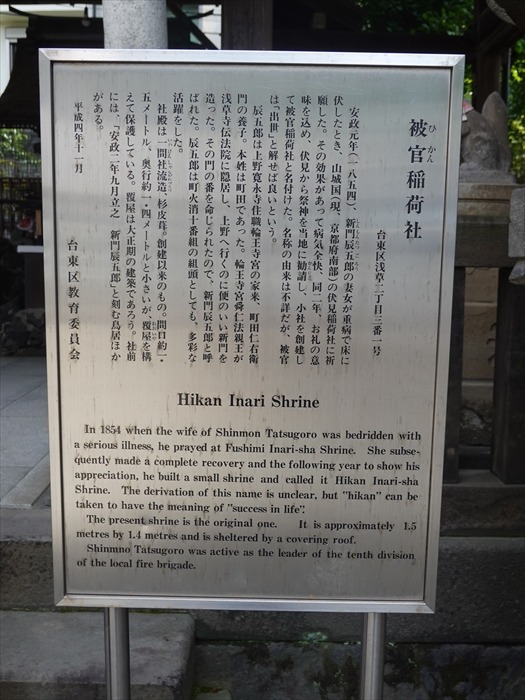 被官稲荷社
ひかん
台東区浅草二丁目三番一号
安政元年（一八五四）、新門辰五郎の妻女が重病で床に
伏したとき、山城国（現、京都府南部）の伏見稲荷社に祈
願した。その効果があって病気全快、同二年、お礼の意
味を込め、伏見から祭神を当地に勧請し、小社を創建し
て被官稲荷社と名付けた。名称の由来は不詳だが、被官
は「出世」と解せば良いという。
辰五郎は上野寛永寺住職輪王寺宮の家来、町田仁右衛
門の養子。本姓は町田であった。輪王寺宮舜仁法親王が
浅草寺伝法院に隠居し、上野へ行くのに便のいい新門を
造った。その門の番を命じられたので、新門辰五郎と呼
ばれた。辰五郎は町火消十番組の組頭としても、多彩な
活躍をした。
社殿は一間社流造、杉皮葺。創建以来のもの。間口約一・
五メートル、奥行約一・四メートルと小さいが、覆屋を構
えて保護している。覆屋は大正期の建築であろう。社前
には、「安政二年九月立之 新門辰五郎」と刻む鳥居ほか
がある。
平成四年十一月
台東区教育委員会
Hikan Inari Shrine
In 1854 when the wife of Shinmon Tatsugoro was bedridden with
a serious illness, he prayed at Fushimi Inari-sha Shrine. She subse-
quently made a complete recovery and the following year to show his
appreciation, he built a small shrine and called it Hikan Inari-sha
Shrine. The derivation of this name is unclear, but "hikan" can be
taken to have the meaning of "success in life".
The present shrine is the original one. It is approximately 1.5
metres by 1.4 metres and is sheltered by a covering roof.
Shinmno Tatsugoro was active as the leader of the tenth division
of the local fire brigade.